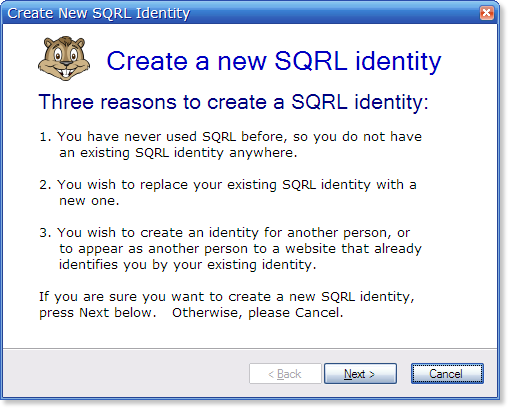 Create New SQRL Identity
Create a new SQRL identity
Three reasons to create a SQRL identity:
1. You have never used SQRL before, so you do not have
an existing SQRL identity anywhere.
2. You wish to replace your existing SQRL identity with a
new one.
3. You wish to create an identity for another person, or
to appear as another person to a website that already
identifies you by your existing identity.
If you are sure you want to create a new SQRL identity,
press Next below. Otherwise, please Cancel.
< Back Next > Cancel